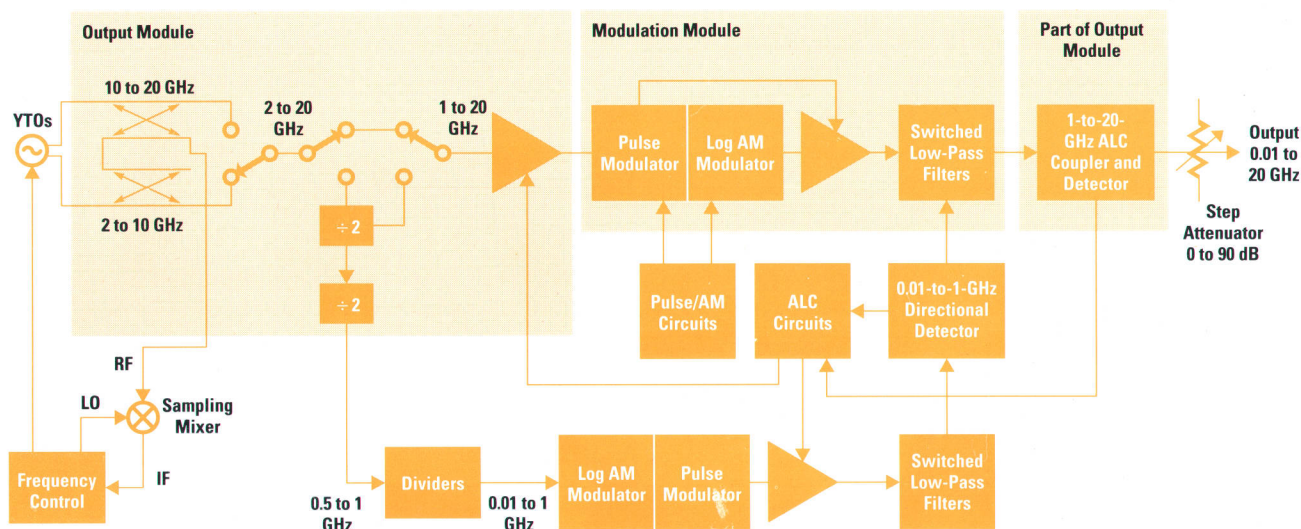 Output Module
Modulation Module
Part of Output
Module
10 to 20 GHz
YTOs
2 to 20
GHz
1 to 20
GHz
2 to 10 GHz
÷ 2
÷ 2
Pulse
Modulator
Log AM
Modulator
Switched
Low-Pass
Filters
1-to-20-
GHz ALC
Coupler and
Detector
Output
0.01 to
20 GHz
Step
Attenuator
0 to 90 dB
Pulse/AM
Circuits
ALC
Circuits
0.01-to-1-GHz
Directional
Detector
RF
LO
Sampling
Mixer
IF
Frequency
Control
0.5 to 1
GHz
Dividers
0.01 to 1
GHz
Log AM
Modulator
Pulse
Modulator
Switched
Low-Pass
Filters